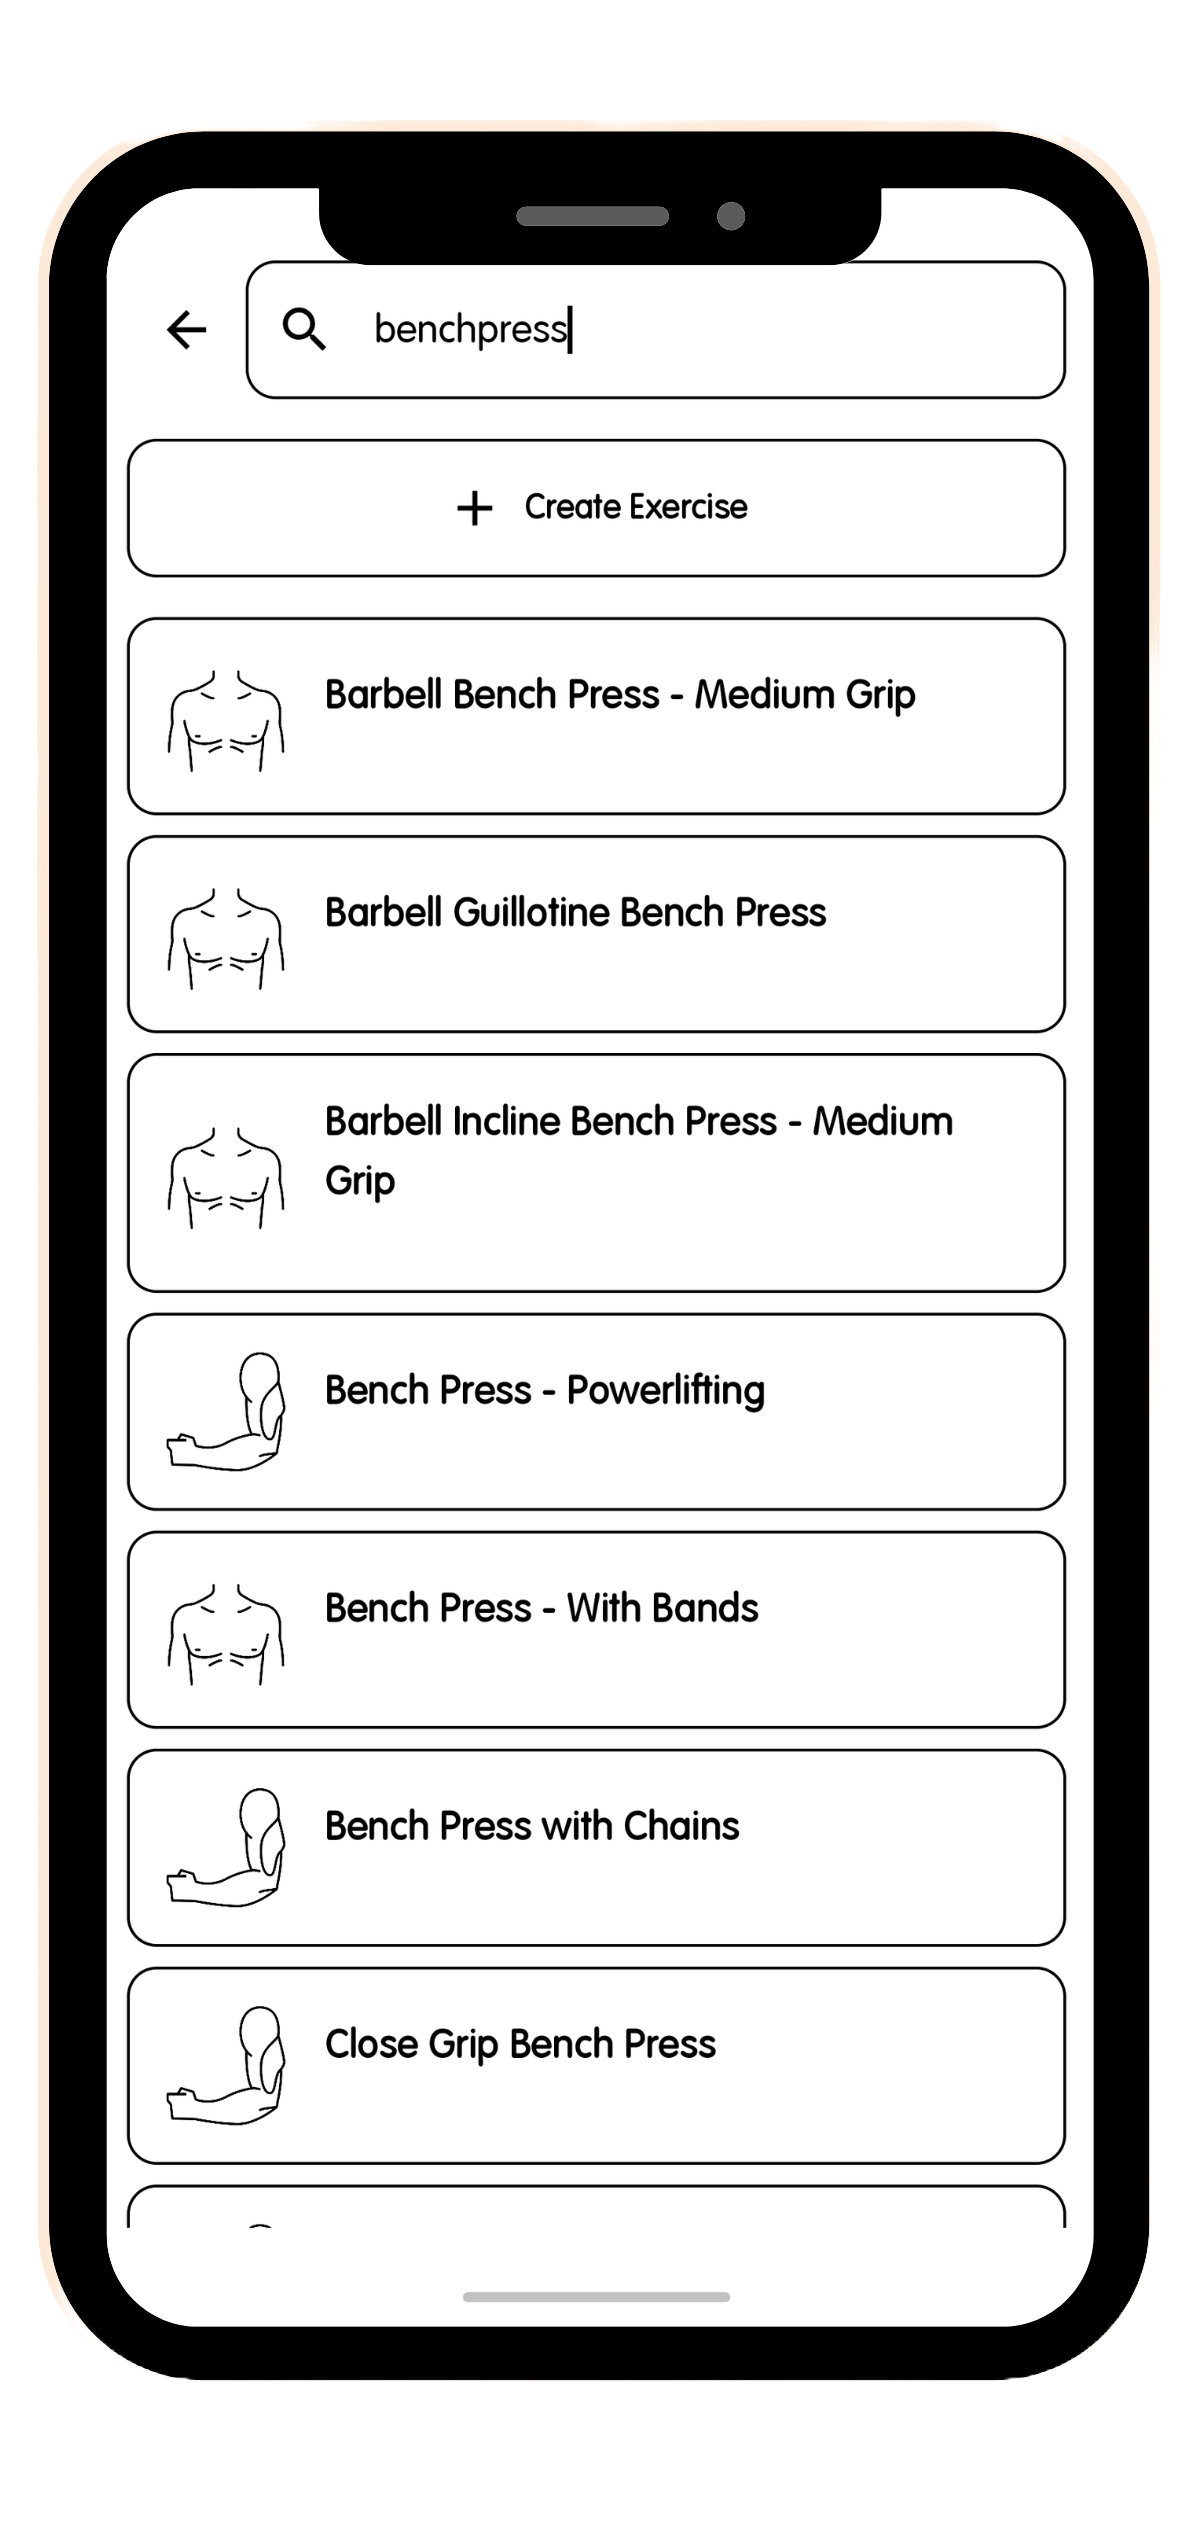 benchpress
Create Exercise
Barbell Bench Press - Medium Grip
Barbell Guillotine Bench Press
Barbell Incline Bench Press - Medium
Grip
Bench Press - Powerlifting
Bench Press - With Bands
Bench Press with Chains
Close Grip Bench Press